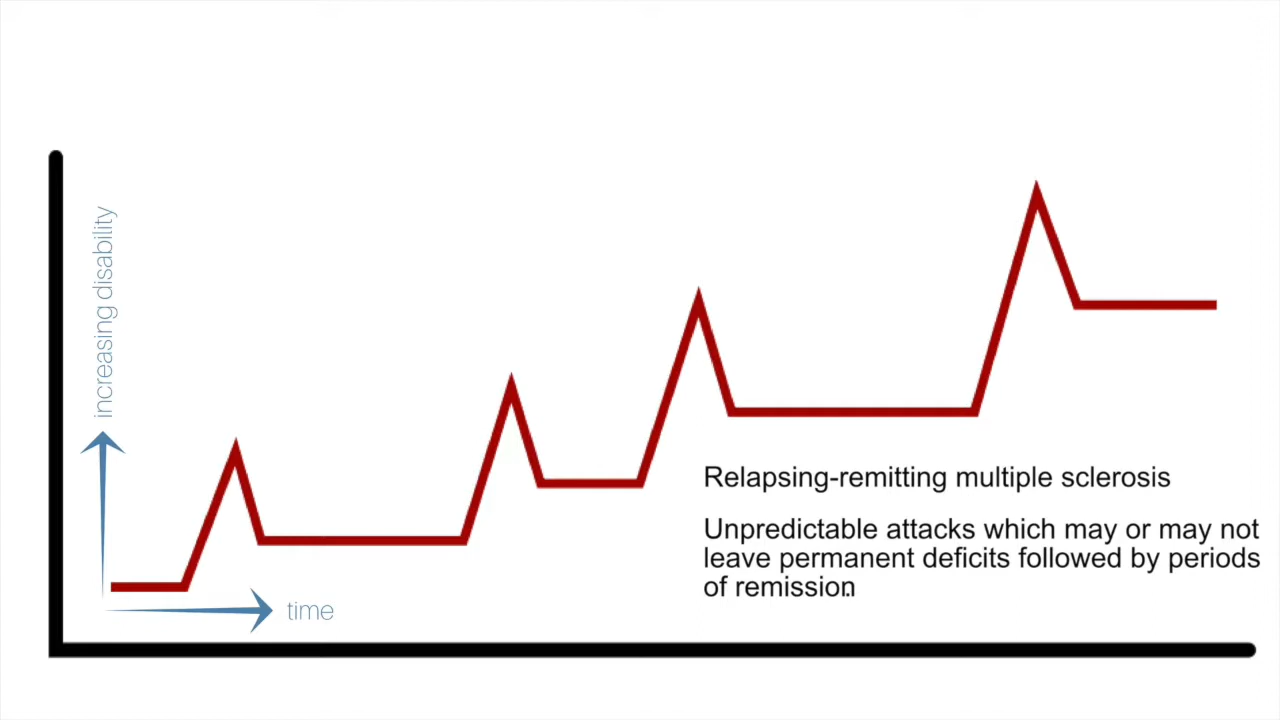 increasing disability
time
Relapsing-remitting multiple sclerosis
Unpredictable attacks which may or may not
leave permanent deficits followed by periods
of remission.